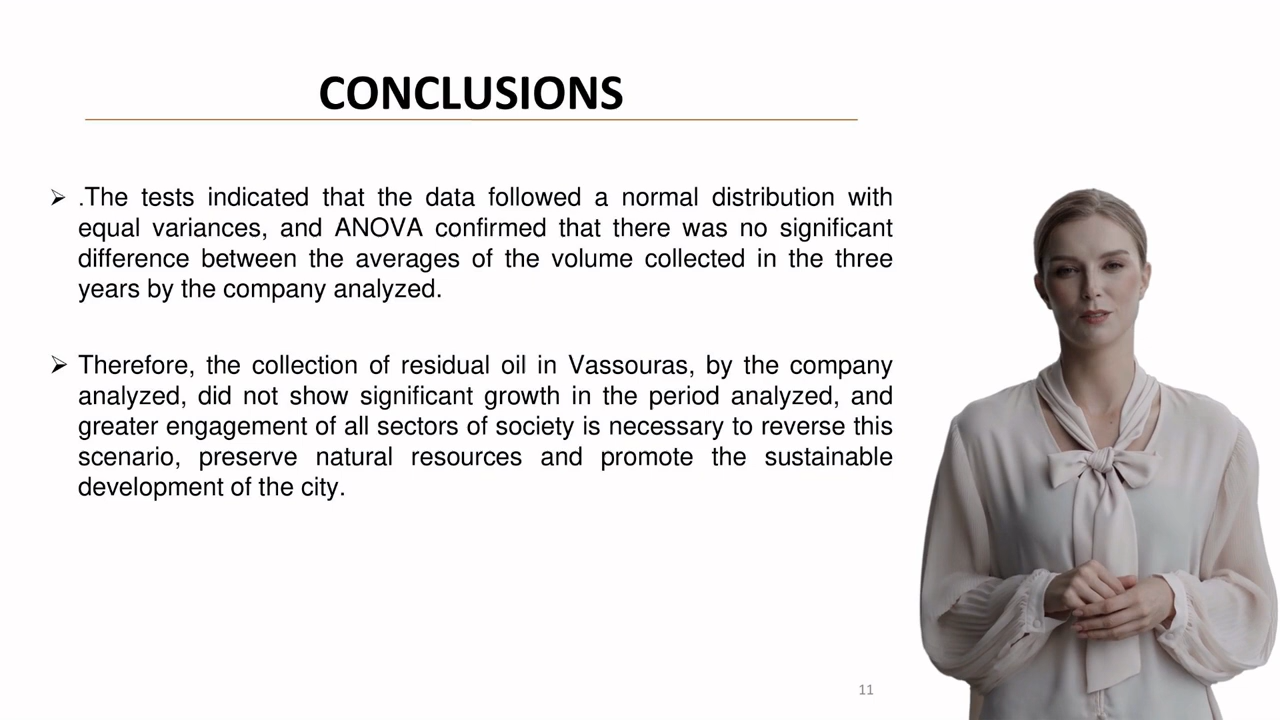 CONCLUSIONS
.The tests indicated that the data followed a normal distribution with
equal variances, and ANOVA confirmed that there was no significant
difference between the averages of the volume collected in the three
years by the company analyzed.
Therefore, the collection of residual oil in Vassouras, by the company
analyzed, did not show significant growth in the period analyzed, and
greater engagement of all sectors of society is necessary to reverse this
scenario, preserve natural resources and promote the sustainable
development of the city.
11